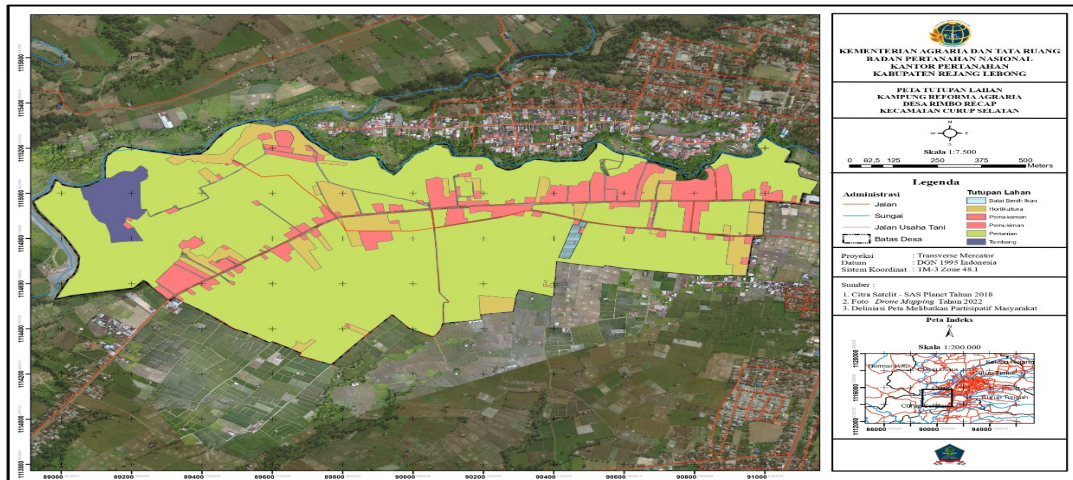 KEMENTERIAN AGRARIA DAN TATA RUANG
BADAN PERTANAHAN NASIONAL
KANTOR PERTANAHAN
KABUPATEN REJANG LEBONG
PETA TUTUPAN LAHAN
KAMPUNG REFORMA AGRARIA
DESA RIMBO RECAP
KECAMATAN CURUP SELATAN
N
W
E
S
Skala 1:7.500
0 62,5 125 250 375 500
Meters
Legenda
Administrasi
Jalan
Sungai
Jalan Usaha Tani
Batas Desa
Tutupan Lahan
Balai Benih Ikan
Hortikultura
Pemakaman
Pemukiman
Pertanian
Tambang
Proyeksi : Transverse Mercator
Datum : DGN 1995 Indonesia
Sistem Koordinat : TM-3 Zone 48.1
Sumber :
1. Citra Satelit - SAS Planet Tahun 2018
2. Foto Drone Mapping Tahun 2022
3. Deliniasi Peta Melibatkan Partisipatif Masyarakat
Peta Indeks
N
Skala 1:200.000
86000 90000 94000
89000 89200 89400 89600 89800 90000 90200 90400 90600 90800 91000